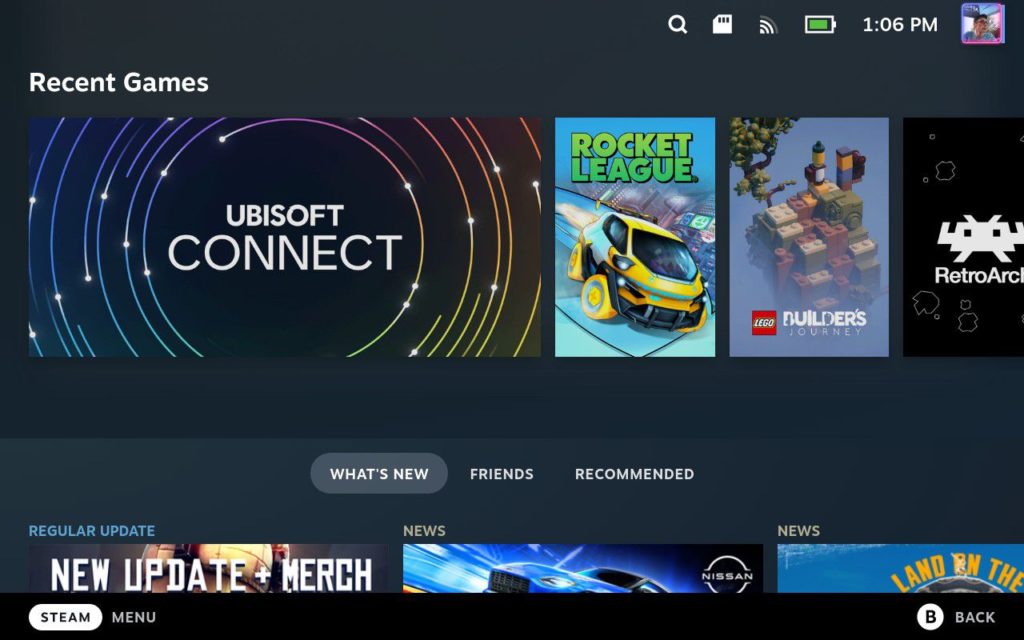 1:06 PM
Recent Games
UBISOFT
CONNECT
ROCKET
LEAGUE
LEGO
BUILDER'S
JOURNEY
RetroArch
WHAT'S NEW
FRIENDS
RECOMMENDED
REGULAR UPDATE
NEWS
NEWS
NEW UPDATE + MERCH
NISSAN
LAND ON THE
STEAM
MENU
B
BACK